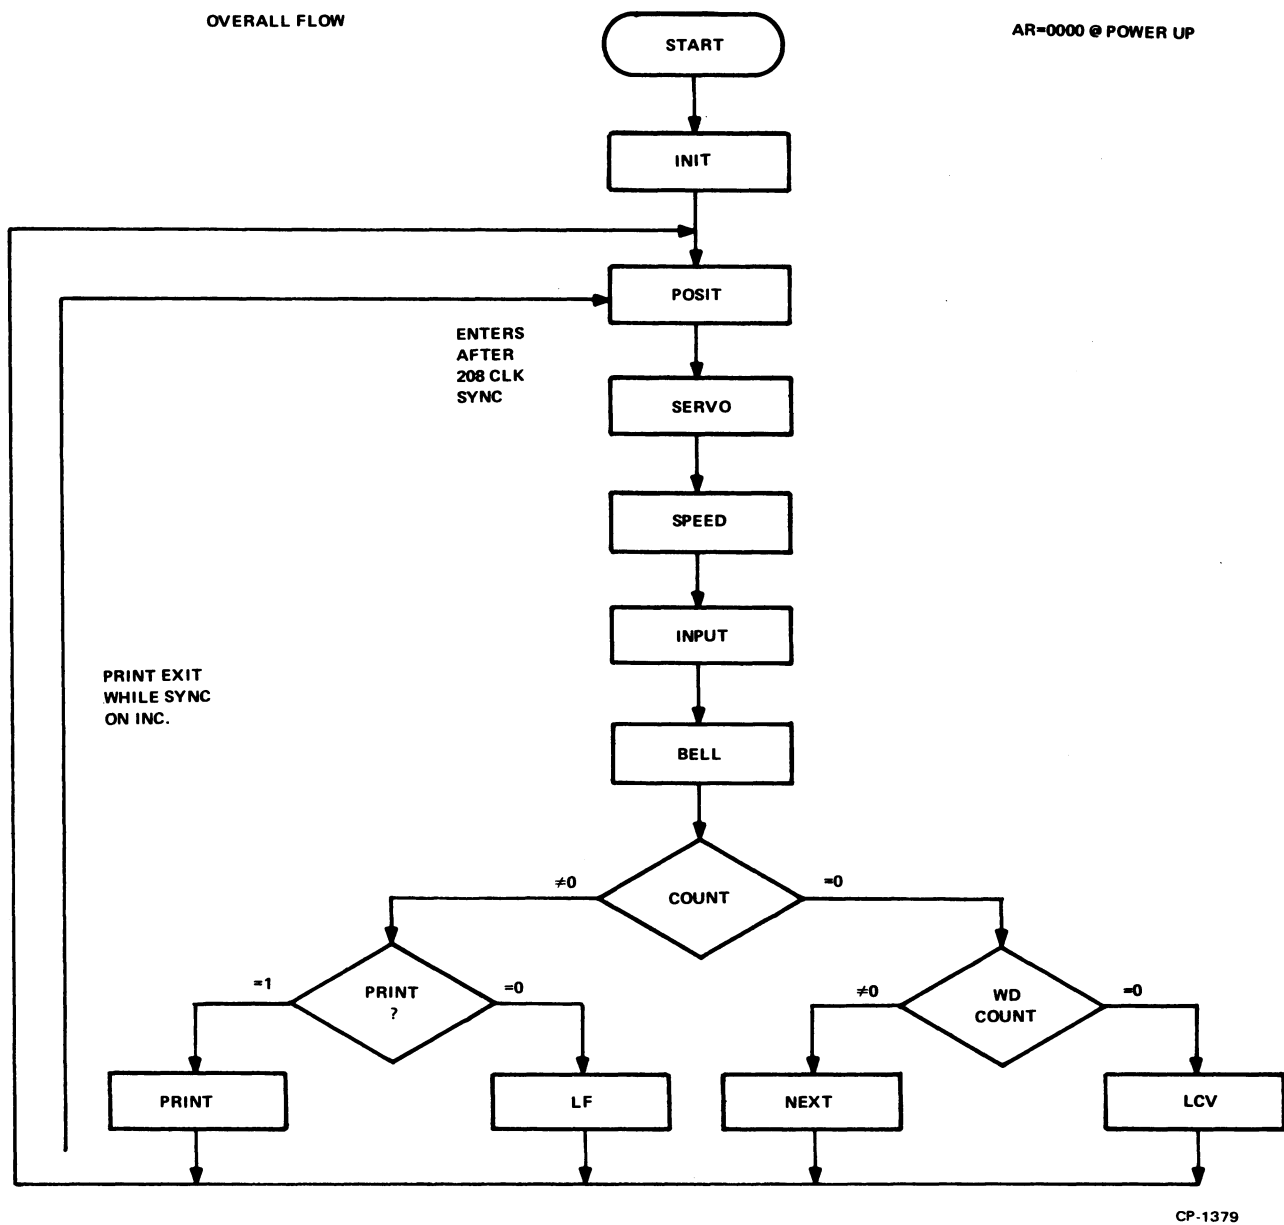 OVERALL FLOW
START
AR=0000 @ POWER UP
INIT
POSIT
ENTERS
AFTER
208 CLK
SYNC
SERVO
SPEED
INPUT
PRINT EXIT
WHILE SYNC
ON INC.
BELL
≠0
COUNT
=0
=1
PRINT
?
=0
≠0
WD
COUNT
=0
PRINT
LF
NEXT
LCV
CP-1379